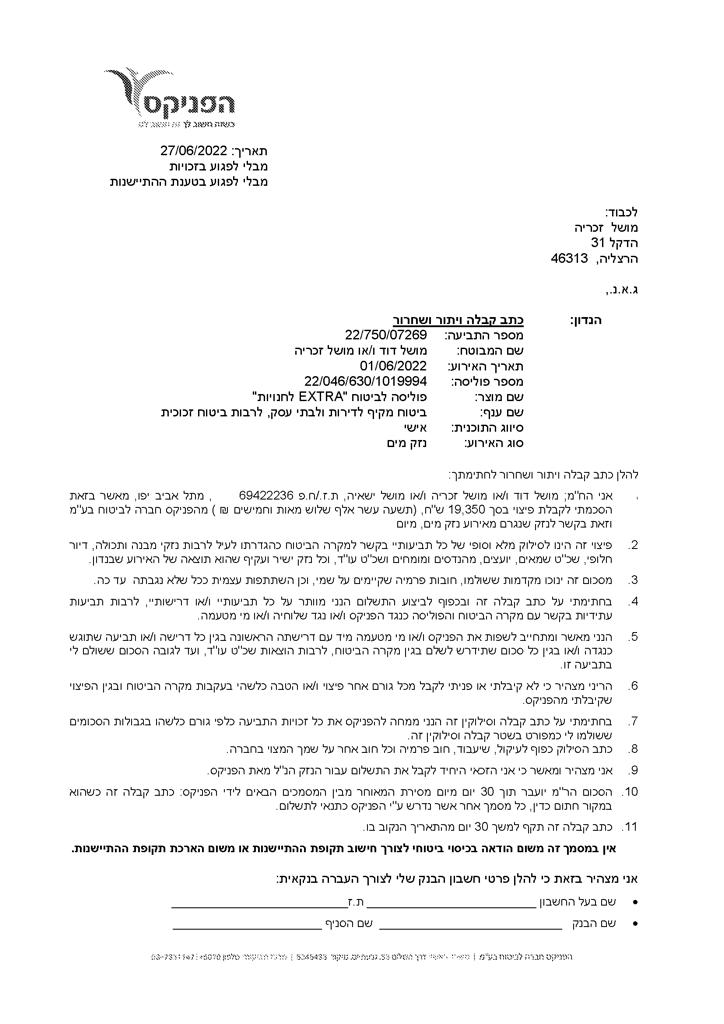 הפניקס
כשזה חשוב לך זה חשוב לנו
תאריך: 27/06/2022
מבלי לפגוע בזכויות
מבלי לפגוע בטענת ההתיישנות
לכבוד:
מושל זכריה
הדקל 31
הרצליה, 46313
ג.א.נ.,
הנדון: כתב קבלה ויתור ושחרור
מספר התביעה: 22/750/07269
שם המבוטח: מושל דוד ו/או מושל זכריה
תאריך האירוע: 01/06/2022
מספר פוליסה: 22/046/630/1019994
שם מוצר: פוליסה לביטוח "EXTRA לחנויות"
שם ענף: ביטוח מקיף לדירות ולבתי עסק, לרבות ביטוח זכוכית
סיווג התוכנית: אישי
סוג האירוע: נזק מים
להלן כתב קבלה ויתור ושחרור לחתימתך:
אני הח"מ; מושל דוד ו/או מושל זכריה ו/או מושל ישאיה, ת.ז./ח.פ 69422236 , מתל אביב יפו, מאשר בזאת
הסכמתי לקבלת פיצוי בסך 19,350 ש"ח, (תשעה עשר אלף שלוש מאות וחמישים ₪ ) מהפניקס חברה לביטוח בע"מ
וזאת בקשר לנזק שנגרם מאירוע נזק מים, מיום
2. פיצוי זה הינו לסילוק מלא וסופי של כל תביעותיי בקשר למקרה הביטוח כהגדרתו לעיל לרבות נזקי מבנה ותכולה, דיור
חלופי, שכ"ט שמאים, יועצים, מהנדסים ומומחים ושכ"ט עו"ד, וכל נזק ישיר ועקיף שהוא תוצאה של האירוע שבנדון.
3. מסכום זה ינוכו מקדמות ששולמו, חובות פרמיה שקיימים על שמי, וכן השתתפות עצמית ככל שלא נגבתה עד כה.
4. בחתימתי על כתב קבלה זה ובכפוף לביצוע התשלום הנני מוותר על כל תביעותיי ו/או דרישותיי, לרבות תביעות
עתידיות בקשר עם מקרה הביטוח והפוליסה כנגד הפניקס ו/או נגד שלוחיה ו/או מי מטעמה.
5. הנני מאשר ומתחייב לשפות את הפניקס ו/או מי מטעמה מיד עם דרישתה הראשונה בגין כל דרישה ו/או תביעה שתוגש
כנגדה ו/או בגין כל סכום שתידרש לשלם בגין מקרה הביטוח, לרבות הוצאות שכ"ט עו"ד, ועד לגובה הסכום ששולם לי
בתביעה זו.
6. הריני מצהיר כי לא קיבלתי או פניתי לקבל מכל גורם אחר פיצוי ו/או הטבה כלשהי בעקבות מקרה הביטוח ובגין הפיצוי
שקיבלתי מהפניקס.
7. בחתימתי על כתב קבלה וסילוקין זה הנני ממחה להפניקס את כל זכויות התביעה כלפי גורם כלשהו בגבולות הסכומים
ששולמו לי כמפורט בשטר קבלה וסילוקין זה.
8. כתב הסילוק כפוף לעיקול, שיעבוד, חוב פרמיה וכל חוב אחר על שמך המצוי בחברה.
9. אני מצהיר ומאשר כי אני הזכאי היחיד לקבל את התשלום עבור הנזק הנ"ל מאת הפניקס.
10. הסכום הר"מ יועבר תוך 30 יום מיום מסירת המאוחר מבין המסמכים הבאים לידי הפניקס: כתב קבלה זה כשהוא
במקור חתום כדין, כל מסמך אחר אשר נדרש ע"י הפניקס כתנאי לתשלום.
11. כתב קבלה זה תקף למשך 30 יום מהתאריך הנקוב בו.
אין במסמך זה משום הודאה בכיסוי ביטוחי לצורך חישוב תקופת ההתיישנות או משום הארכת תקופת ההתיישנות.
אני מצהיר בזאת כי להלן פרטי חשבון הבנק שלי לצורך העברה בנקאית:
• שם בעל החשבון ____________________ ת.ז ____________________
• שם הבנק ____________________ שם הסניף ____________________
הפניקס חברה לביטוח בע"מ | דרך השלום 53, גבעתיים, מיקוד 5345433